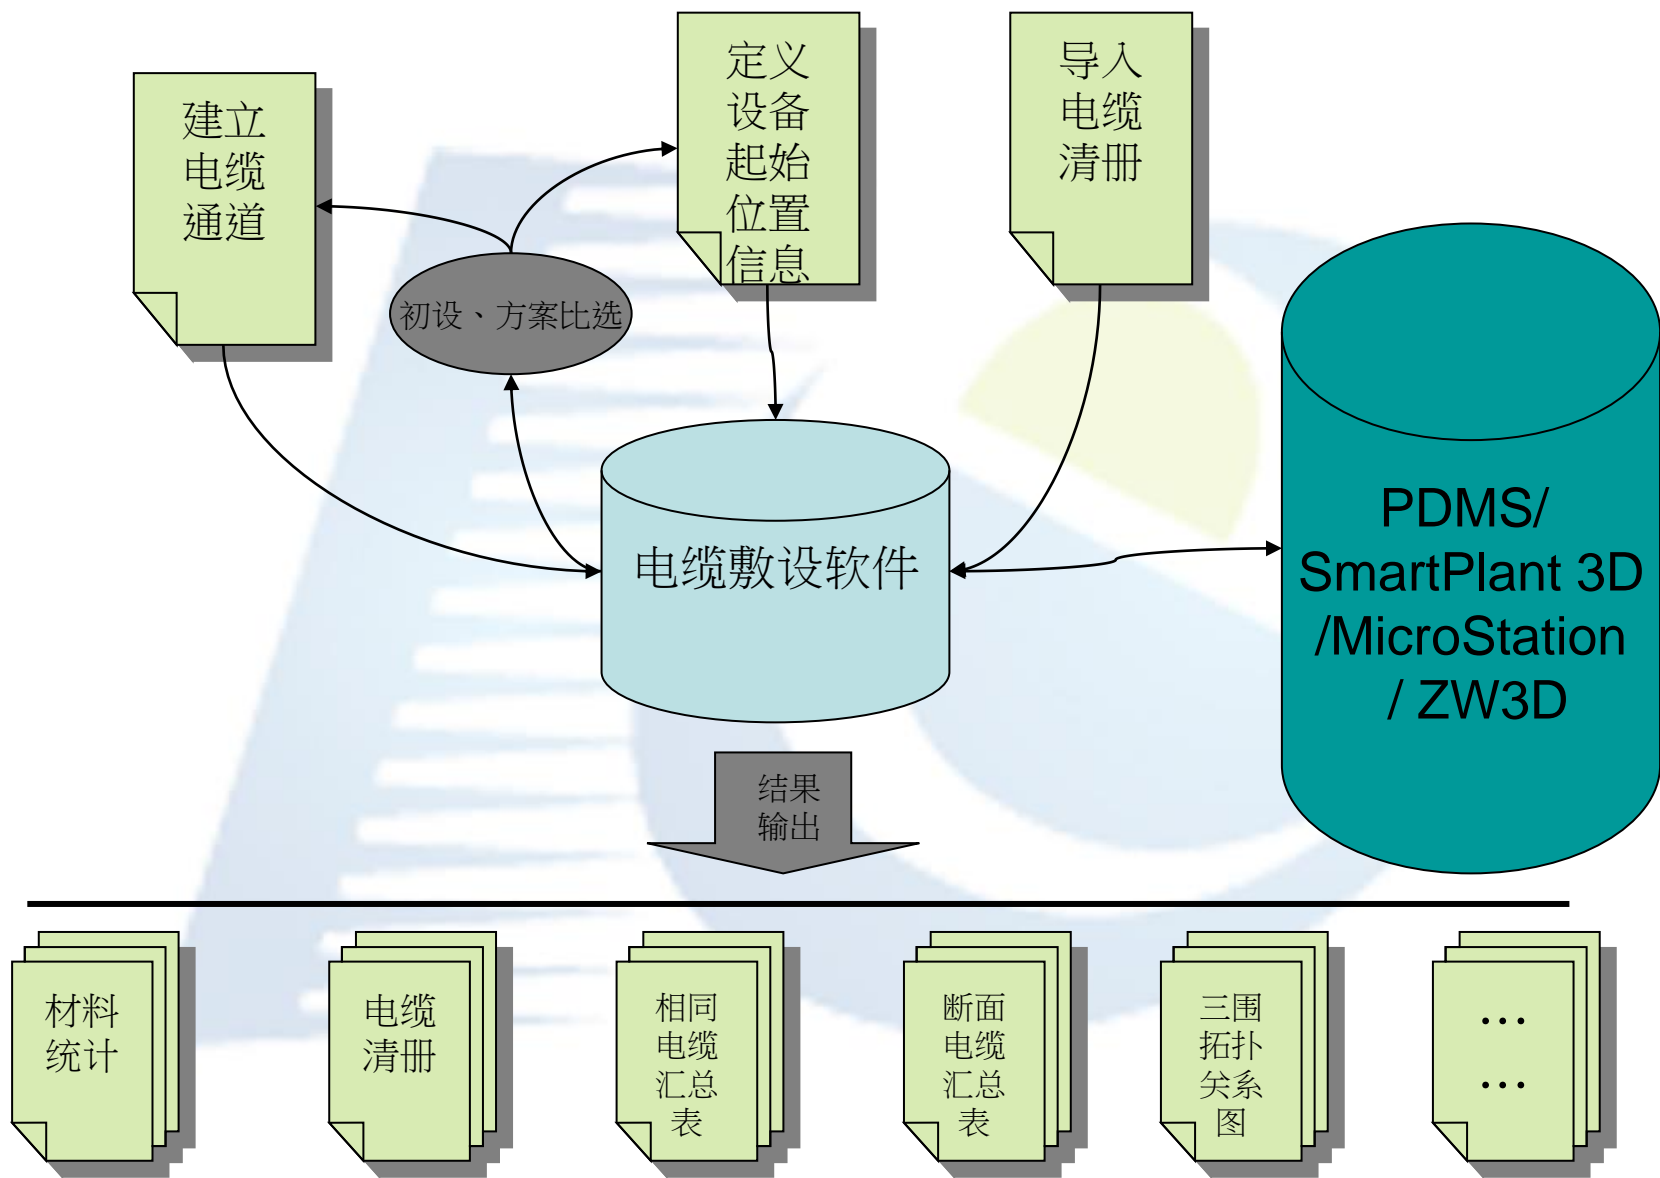 建立
电缆
通道
定义
设备
起始
位置
信息
导入
电缆
清册
初设、方案比选
电缆敷设软件
PDMS/
SmartPlant 3D
/MicroStation
/ ZW3D
结果
输出
材料
统计
电缆
清册
相同
电缆
汇总
表
断面
电缆
汇总
表
三围
拓扑
关系
图
…
…